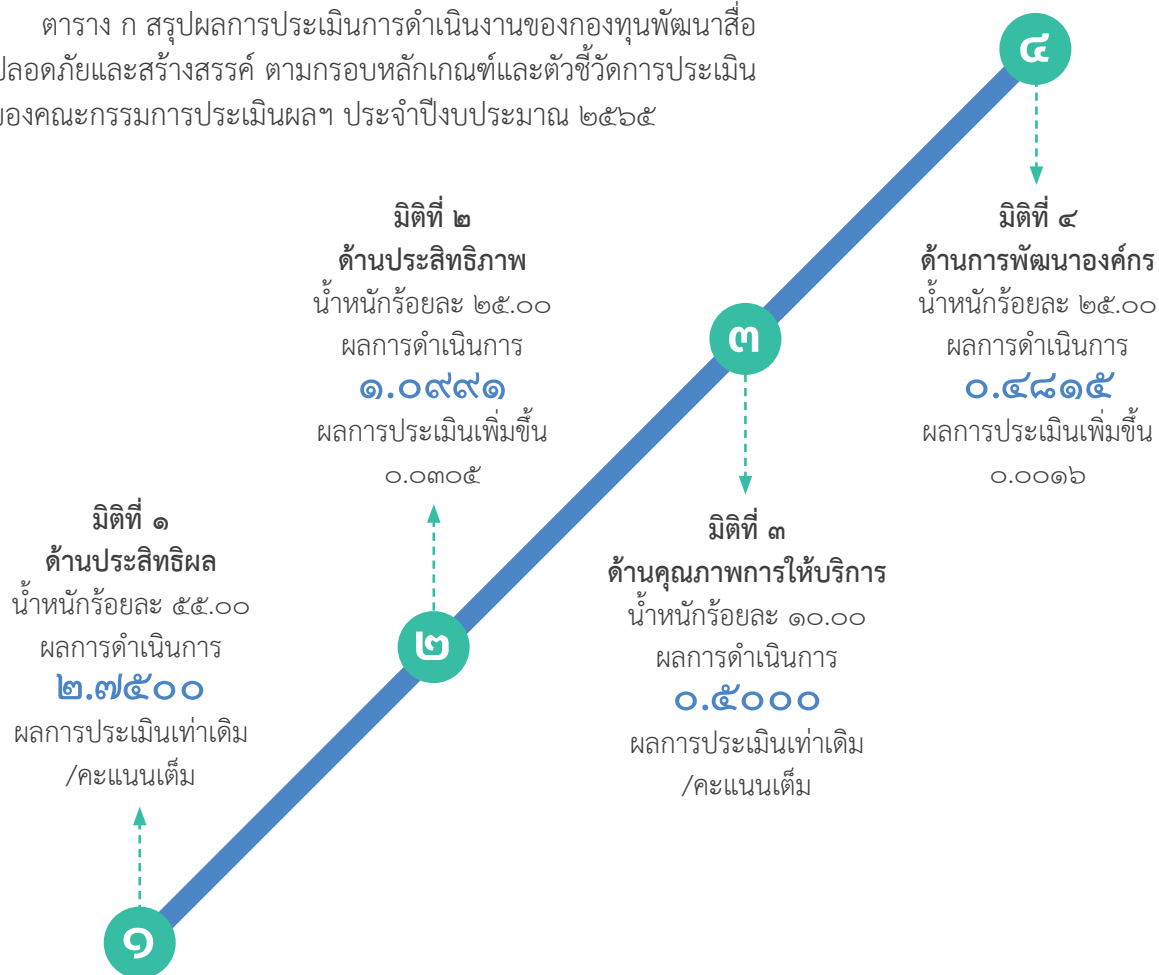 ตาราง ก สรุปผลการประเมินการดำเนินงานของกองทุนพัฒนาสื่อ
ปลอดภัยและสร้างสรรค์ ตามกรอบหลักเกณฑ์และตัวชี้วัดการประเมิน
ของคณะกรรมการประเมินผลฯ ประจำปีงบประมาณ ๒๕๖๕
๑
มิติที่ ๑
ด้านประสิทธิผล
น้ำหนักร้อยละ ๕๕.๐๐
ผลการดำเนินการ
๒.๗๕๐๐
ผลการประเมินเท่าเดิม
/คะแนนเต็ม
๒
มิติที่ ๒
ด้านประสิทธิภาพ
น้ำหนักร้อยละ ๒๕.๐๐
ผลการดำเนินการ
๑.๐๙๙๑
ผลการประเมินเพิ่มขึ้น
๐.๐๓๐๕
๓
มิติที่ ๓
ด้านคุณภาพการให้บริการ
น้ำหนักร้อยละ ๑๐.๐๐
ผลการดำเนินการ
๐.๕๐๐๐
ผลการประเมินเท่าเดิม
/คะแนนเต็ม
๔
มิติที่ ๔
ด้านการพัฒนาองค์กร
น้ำหนักร้อยละ ๒๕.๐๐
ผลการดำเนินการ
๐.๔๘๑๕
ผลการประเมินเพิ่มขึ้น
๐.๐๐๑๖